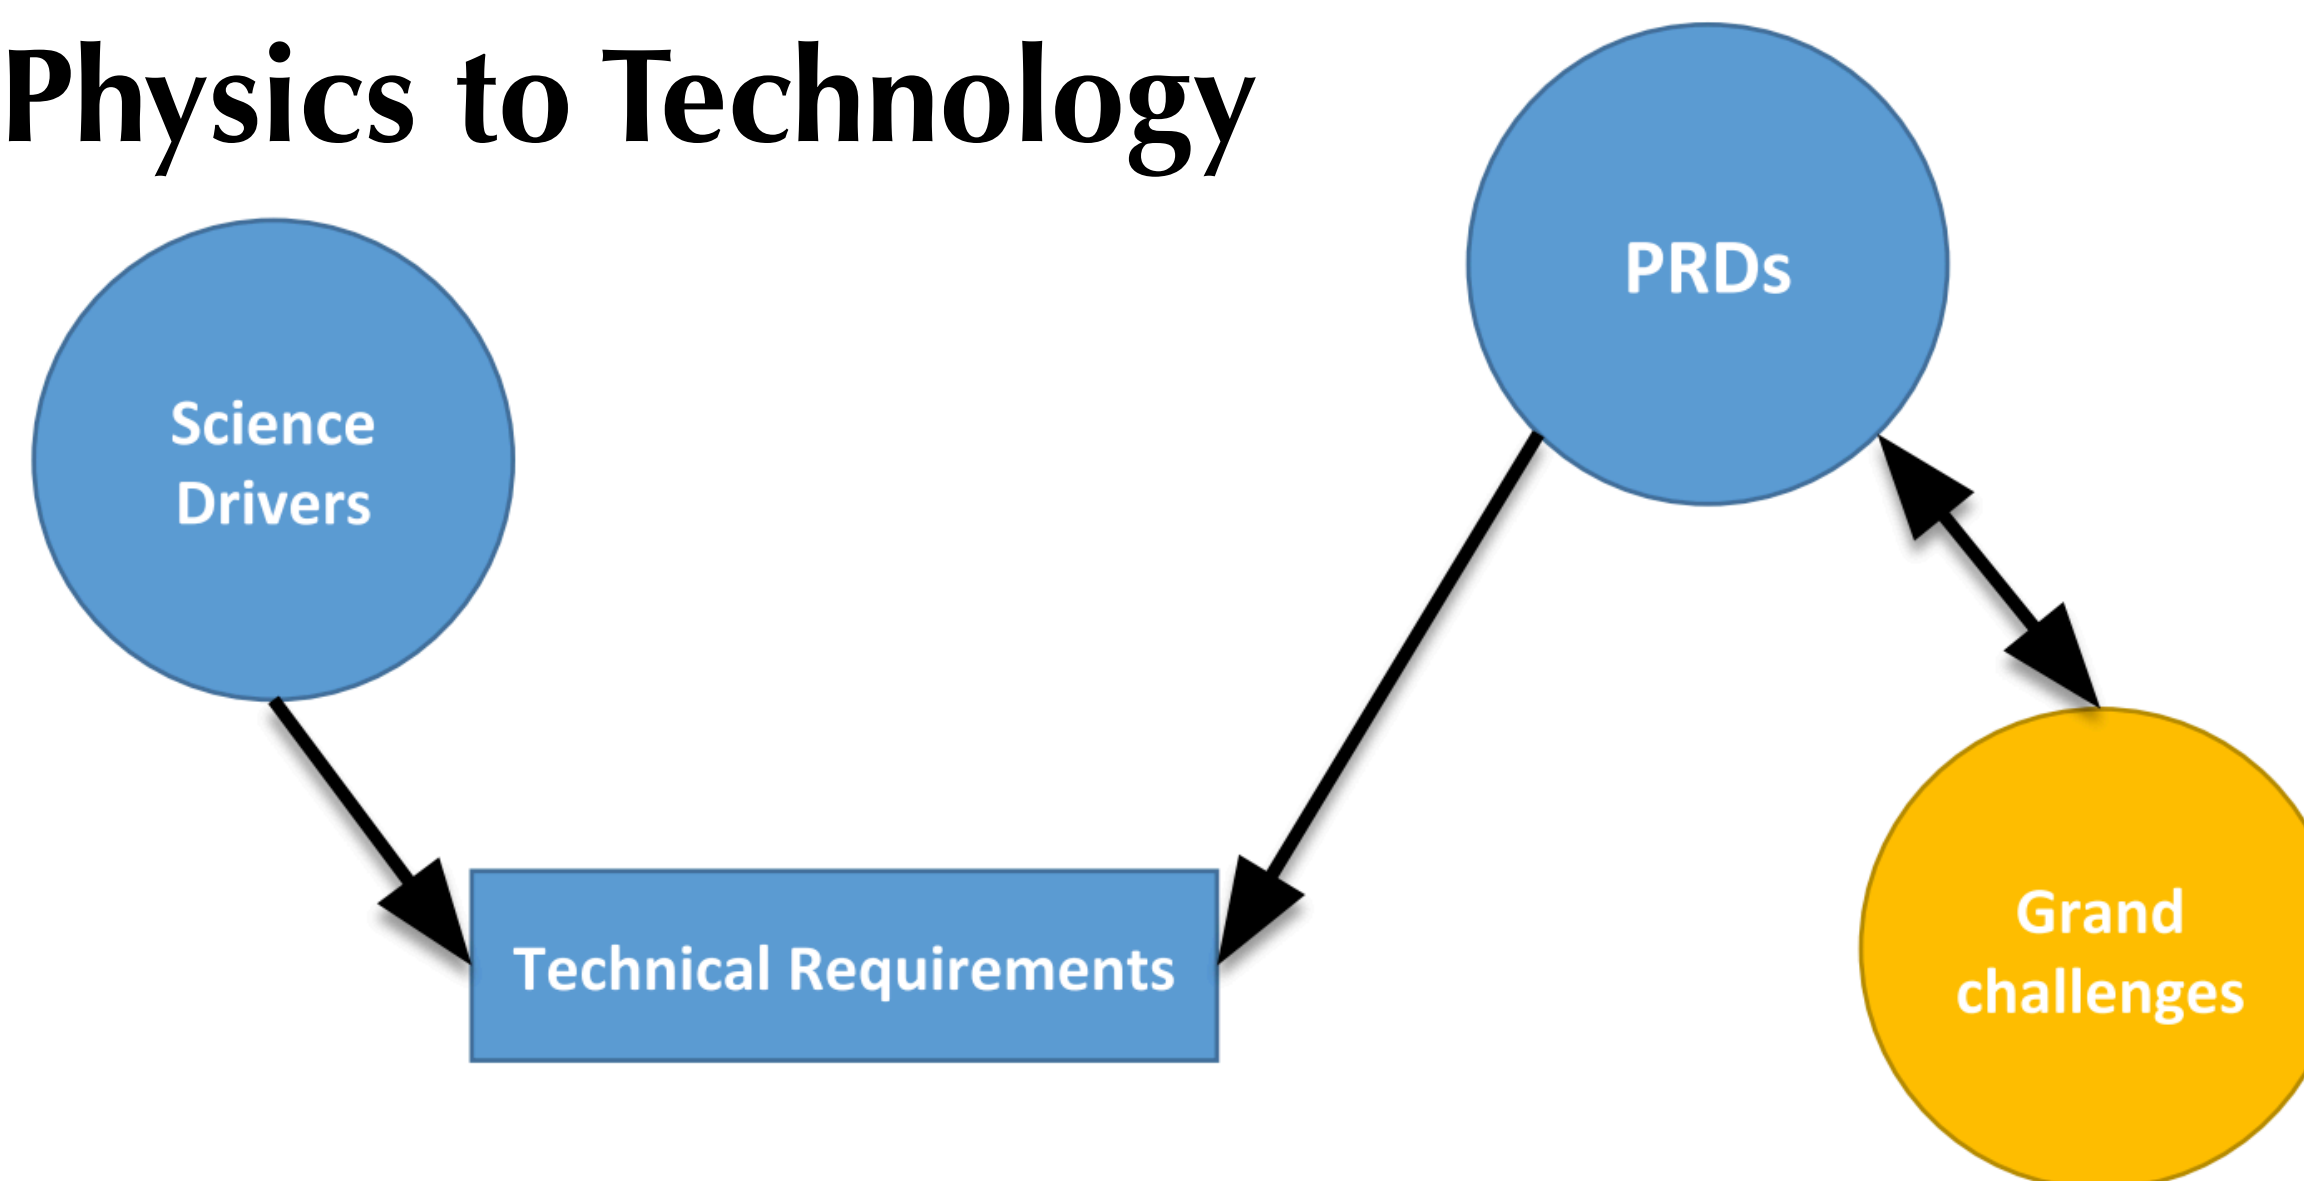 Physics to Technology
PRDs
Science
Drivers
Technical Requirements
Grand
challenges